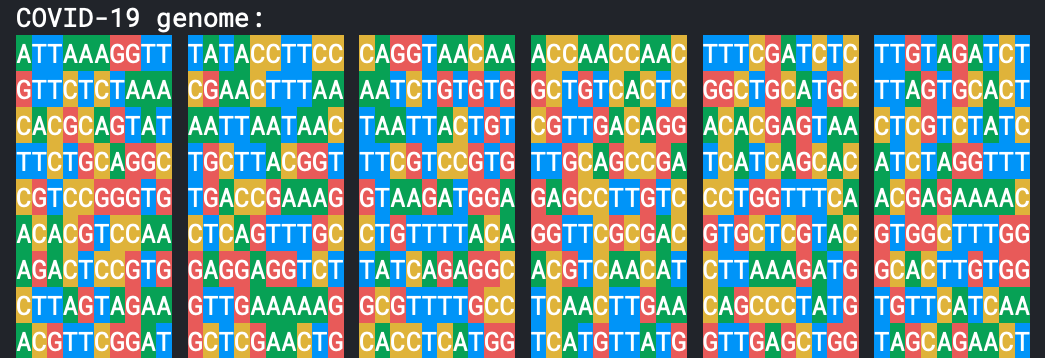 COVID-19 genome:
ATTAAAGGTT TATACCTTCC CAGGTAACAA ACCAACCAAC TTTCGATCTC TTGTAGATCT
GTTCTCTAAA CGAACTTTAA AATCTGTGTG GCTGTCACTC GGCTGCATGC TTAGTGCACT
CACGCAGTAT AATTAATAAC TAATTACTGT CGTTGACAGG ACACGAGTAA CTCGTCTATC
TTCTGCAGGC TGCTTACGGT TTCGTCCGTG TTGCAGCCGA TCATCAGCAC ATCTAGGTTT
CGTCCGGGTG TGACCGAAAG GTAAGATGGA GAGCCTTGTC CCTGGTTTCA ACGAGAAAAC
ACACGTCCAA CTCAGTTTGC CTGTTTTACA GGTTCGCGAC GTGCTCGTAC GTGGCTTTGG
AGACTCCGTG GAGGAGGTCT TATCAGAGGC ACGTCAACAT CTTAAAGATG GCACTTGTGG
CTTAGTAGAA GTTGAAAAAG GCGTTTTGCC TCAACTTGAA CAGCCCTATG TGTTCATCAA
ACGTTCGGAT GCTCGAACTG CACCTCATGG TCATGTTATG GTTGAGCTGG TAGCAGAACT